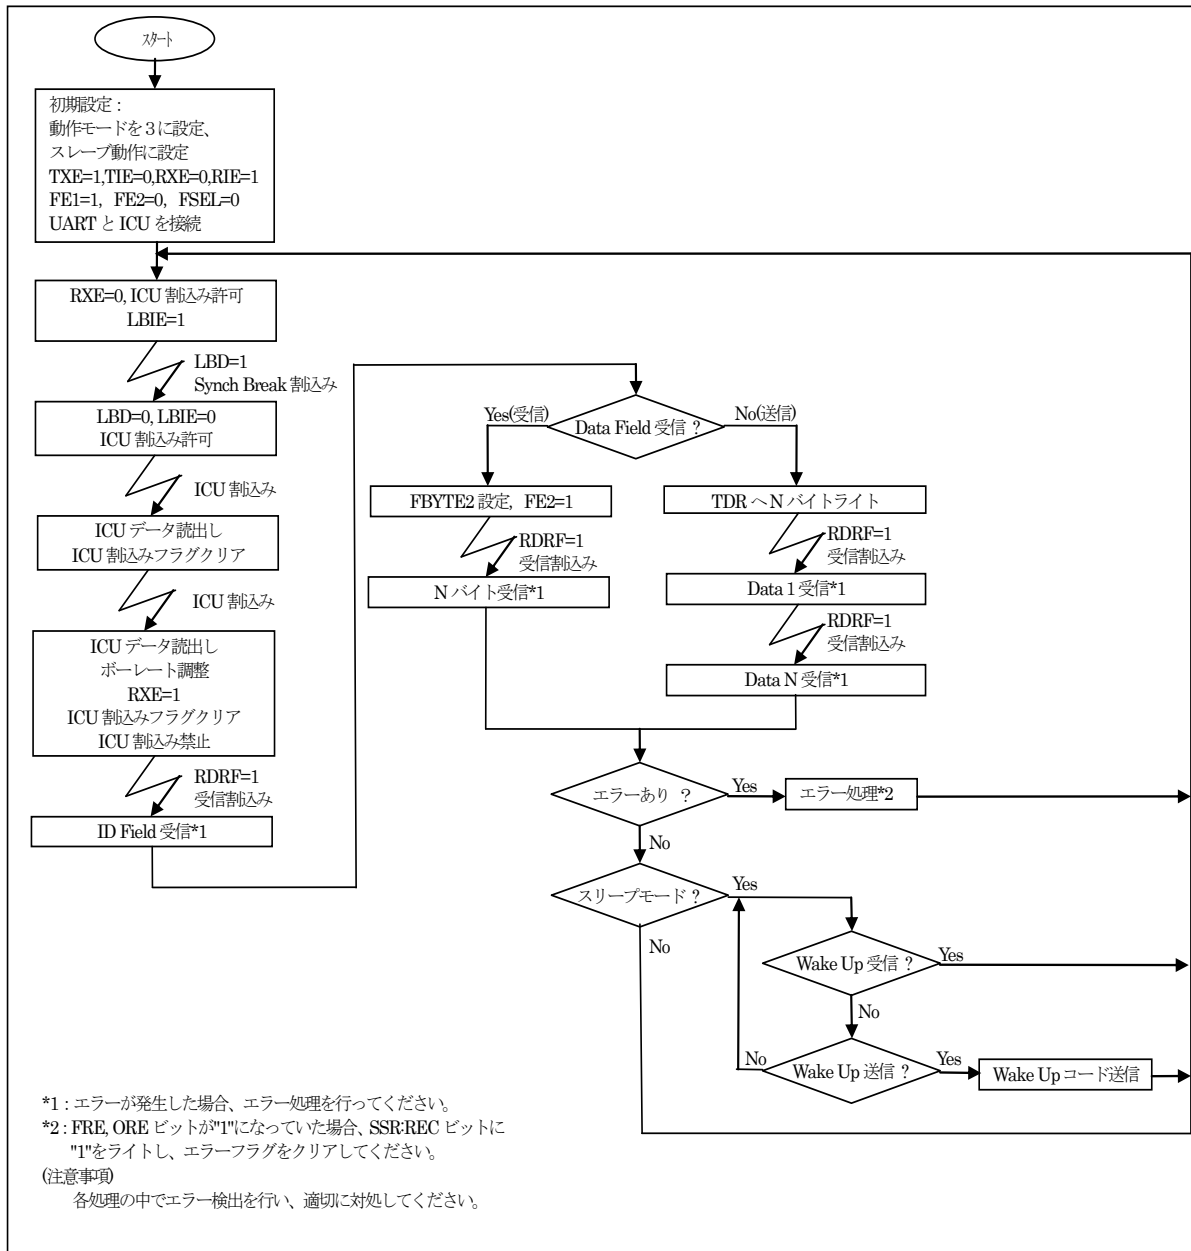 スタート
初期設定：
動作モードを３に設定、
スレーブ動作に設定
TXE=1,TIE=0,RXE=0,RIE=1
FE1=1, FE2=0, FSEL=0
UART と ICU を接続
RXE=0, ICU 割込み許可
LBIE=1
LBD=1
Synch Break 割込み
LBD=0, LBIE=0
ICU 割込み許可
ICU 割込み
ICU データ読出し
ICU 割込みフラグクリア
ICU 割込み
ICU データ読出し
ボーレート調整
RXE=1
ICU 割込みフラグクリア
ICU 割込み禁止
RDRF=1
受信割込み
ID Field 受信*1
Data Field 受信？
Yes(受信)
No(送信)
FBYTE2 設定, FE2=1
RDRF=1
受信割込み
N バイト受信*1
TDR へ N バイトライト
RDRF=1
受信割込み
Data 1 受信*1
RDRF=1
受信割込み
Data N 受信*1
エラーあり ？
Yes
エラー処理*2
No
スリープモード？
Yes
No
Wake Up 受信？
Yes
No
Wake Up 送信？
No
Yes
Wake Up コード送信
*1：エラーが発生した場合、エラー処理を行ってください。
*2：FRE, ORE ビットが"1"になっていた場合、SSR:REC ビットに
"1"をライトし、エラーフラグをクリアしてください。
(注意事項)
各処理の中でエラー検出を行い、適切に対処してください。